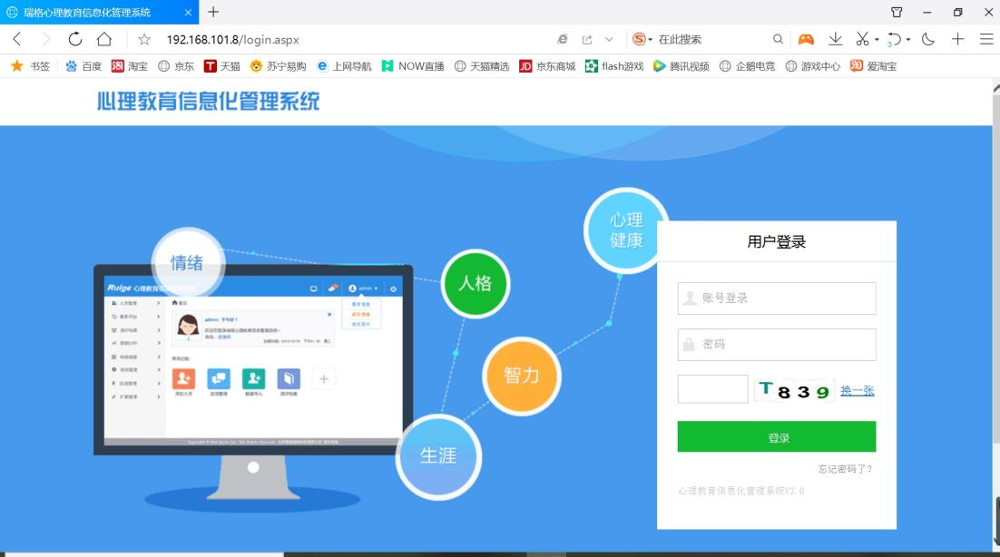 瑞格心理教育信息化管理系统
192.168.101.8/login.aspx
在此搜索
书签 百度 淘宝 京东 天猫 苏宁易购 上网导航 NOW直播 天猫精选 京东商城 flash游戏 腾讯视频 企鹅电竞 游戏中心 爱淘宝
心理教育信息化管理系统
心理
健康
情绪
人格
智力
生涯
Ruige 心理教育
admin
admin 下午好！
用户登录
账号登录
密码
T839 换一张
登录
忘记密码了?
心理教育信息化管理系统V3.0